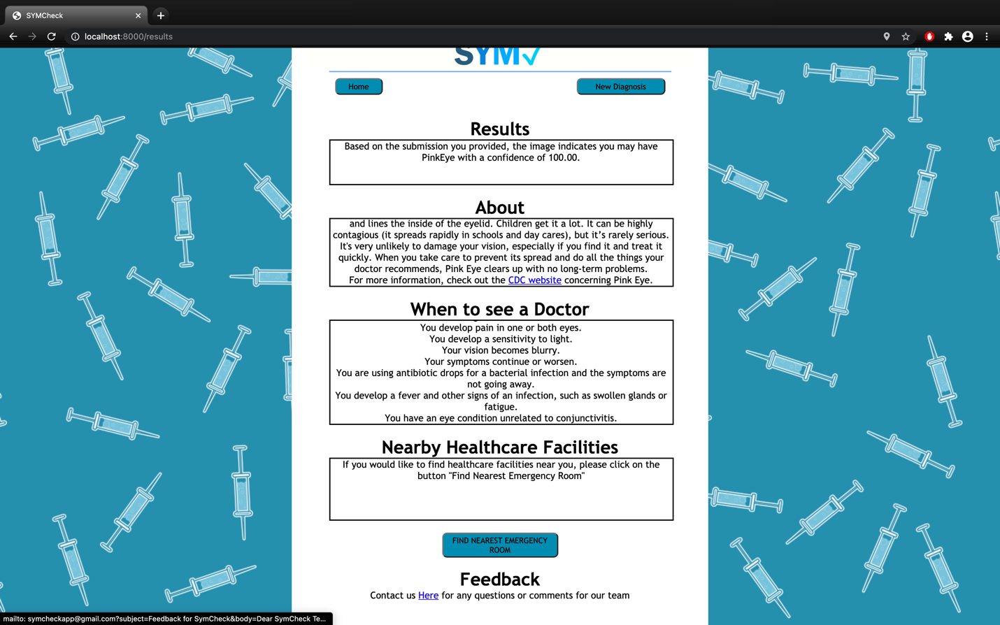 SYMCheck
localhost:8000/results
SYM
Home
New Diagnosis
Results
Based on the submission you provided, the image indicates you may have
PinkEye with a confidence of 100.00.
About
and lines the inside of the eyelid. Children get it a lot. It can be highly
contagious (it spreads rapidly in schools and day cares), but it’s rarely serious.
It's very unlikely to damage your vision, especially if you find it and treat it
quickly. When you take care to prevent its spread and do all the things your
doctor recommends, Pink Eye clears up with no long-term problems.
For more information, check out the CDC website concerning Pink Eye.
When to see a Doctor
You develop pain in one or both eyes.
You develop a sensitivity to light.
Your vision becomes blurry.
Your symptoms continue or worsen.
You are using antibiotic drops for a bacterial infection and the symptoms are
not going away.
You develop a fever and other signs of an infection, such as swollen glands or
fatigue.
You have an eye condition unrelated to conjunctivitis.
Nearby Healthcare Facilities
If you would like to find healthcare facilities near you, please click on the
button "Find Nearest Emergency Room"
FIND NEAREST EMERGENCY
ROOM
Feedback
Contact us Here for any questions or comments for our team
mailto: symcheckapp@gmail.com?subject=Feedback for SymCheck&body=Dear SymCheck Te...